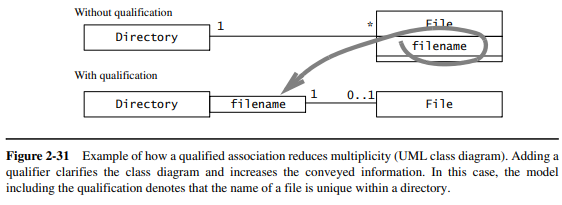 Without qualification
1 * File
Directory
filename
With qualification
1 0..1
Directory filename File
Figure 2-31 Example of how a qualified association reduces multiplicity (UML class diagram). Adding a
qualifier clarifies the class diagram and increases the conveyed information. In this case, the model
including the qualification denotes that the name of a file is unique within a directory.